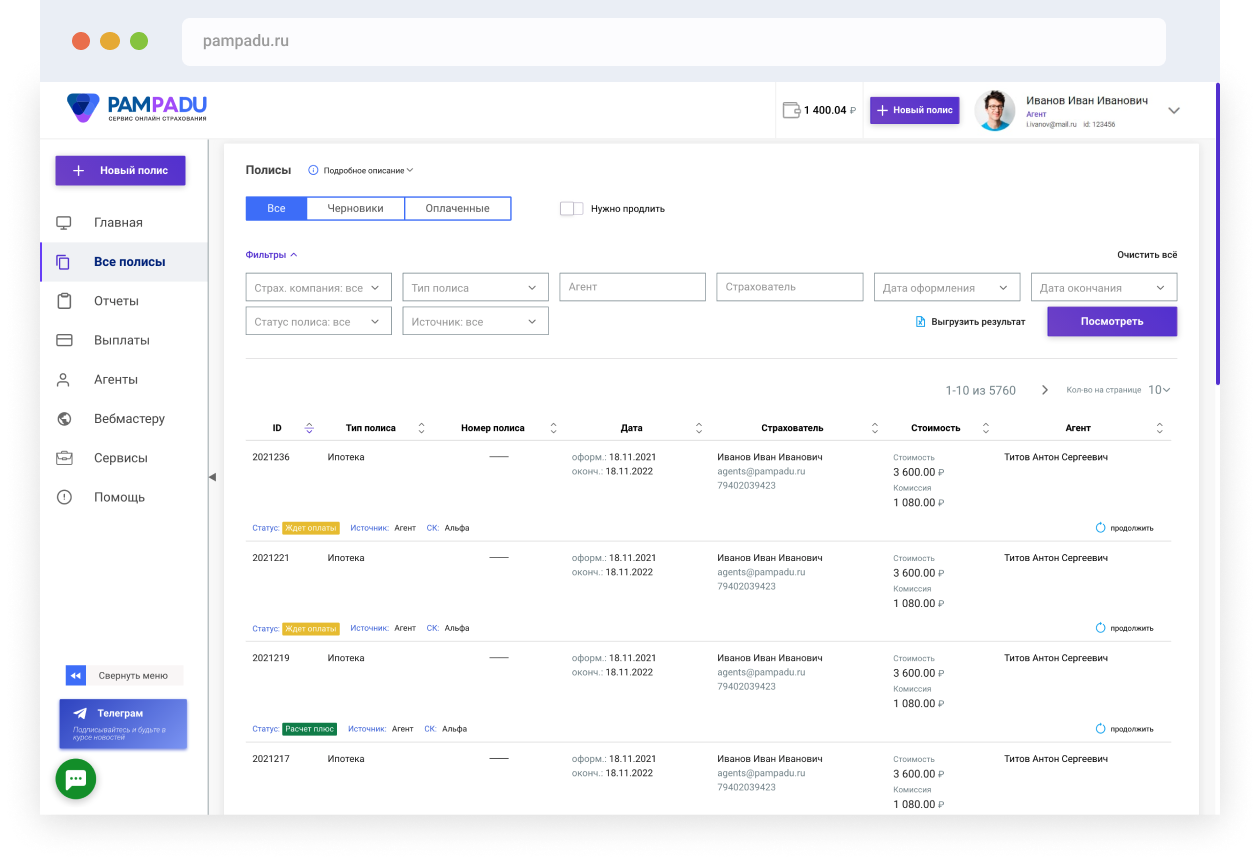 pampadu.ru
PAMPADU
СЕРВИС ОНЛАЙН СТРАХОВАНИЯ
1 400.04 ₽
+ Новый полис
Иванов Иван Иванович
Агент
i.ivanov@mail.ru id: 123456
+ Новый полис
Главная
Все полисы
Отчеты
Выплаты
Агенты
Вебмастеру
Сервисы
Помощь
Свернуть меню
Телеграм
Подписывайтесь и будьте в
курсе новостей
Полисы Подробное описание
Все Черновики Оплаченные Нужно продлить
Фильтры Очистить всё
Страх. компания: все Тип полиса Агент Страхователь Дата оформления Дата окончания
Статус полиса: все Источник: все Выгрузить результат Посмотреть
1-10 из 5760 Кол-во на странице 10
ID Тип полиса Номер полиса Дата Страхователь Стоимость Агент
2021236 Ипотека — оформ.: 18.11.2021 Иванов Иван Иванович Стоимость Титов Антон Сергеевич
оконч.: 18.11.2022 agents@pampadu.ru 3 600.00 ₽
79402039423 Комиссия
1 080.00 ₽
Статус: Ждет оплаты Источник: Агент СК: Альфа продолжить
2021221 Ипотека — оформ.: 18.11.2021 Иванов Иван Иванович Стоимость Титов Антон Сергеевич
оконч.: 18.11.2022 agents@pampadu.ru 3 600.00 ₽
79402039423 Комиссия
1 080.00 ₽
Статус: Ждет оплаты Источник: Агент СК: Альфа продолжить
2021219 Ипотека — оформ.: 18.11.2021 Иванов Иван Иванович Стоимость Титов Антон Сергеевич
оконч.: 18.11.2022 agents@pampadu.ru 3 600.00 ₽
79402039423 Комиссия
1 080.00 ₽
Статус: Расчет плюс Источник: Агент СК: Альфа продолжить
2021217 Ипотека — оформ.: 18.11.2021 Иванов Иван Иванович Стоимость Титов Антон Сергеевич
оконч.: 18.11.2022 agents@pampadu.ru 3 600.00 ₽
79402039423 Комиссия
1 080.00 ₽